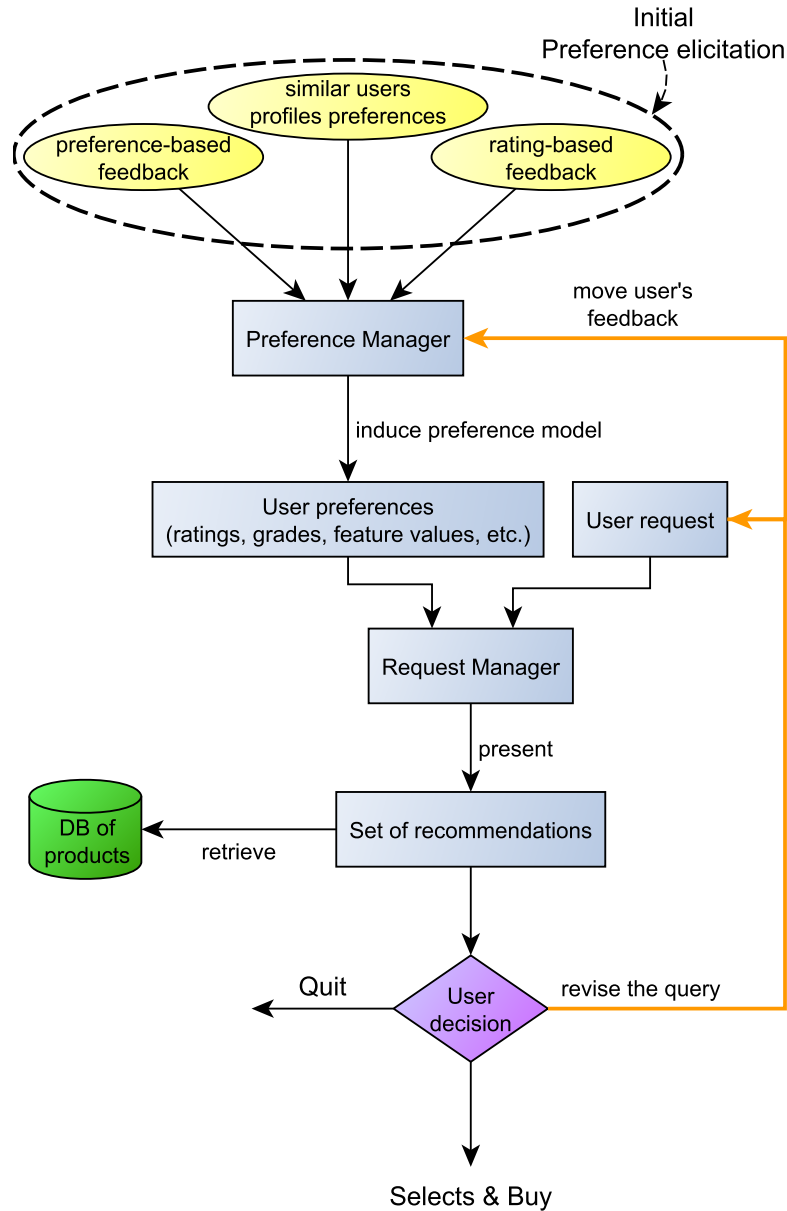 Initial
Preference elicitation
similar users
profiles preferences
preference-based
feedback
rating-based
feedback
move user's
feedback
Preference Manager
induce preference model
User preferences
(ratings, grades, feature values, etc.)
User request
Request Manager
present
Set of recommendations
DB of
products
retrieve
Quit
User
decision
revise the query
Selects & Buy